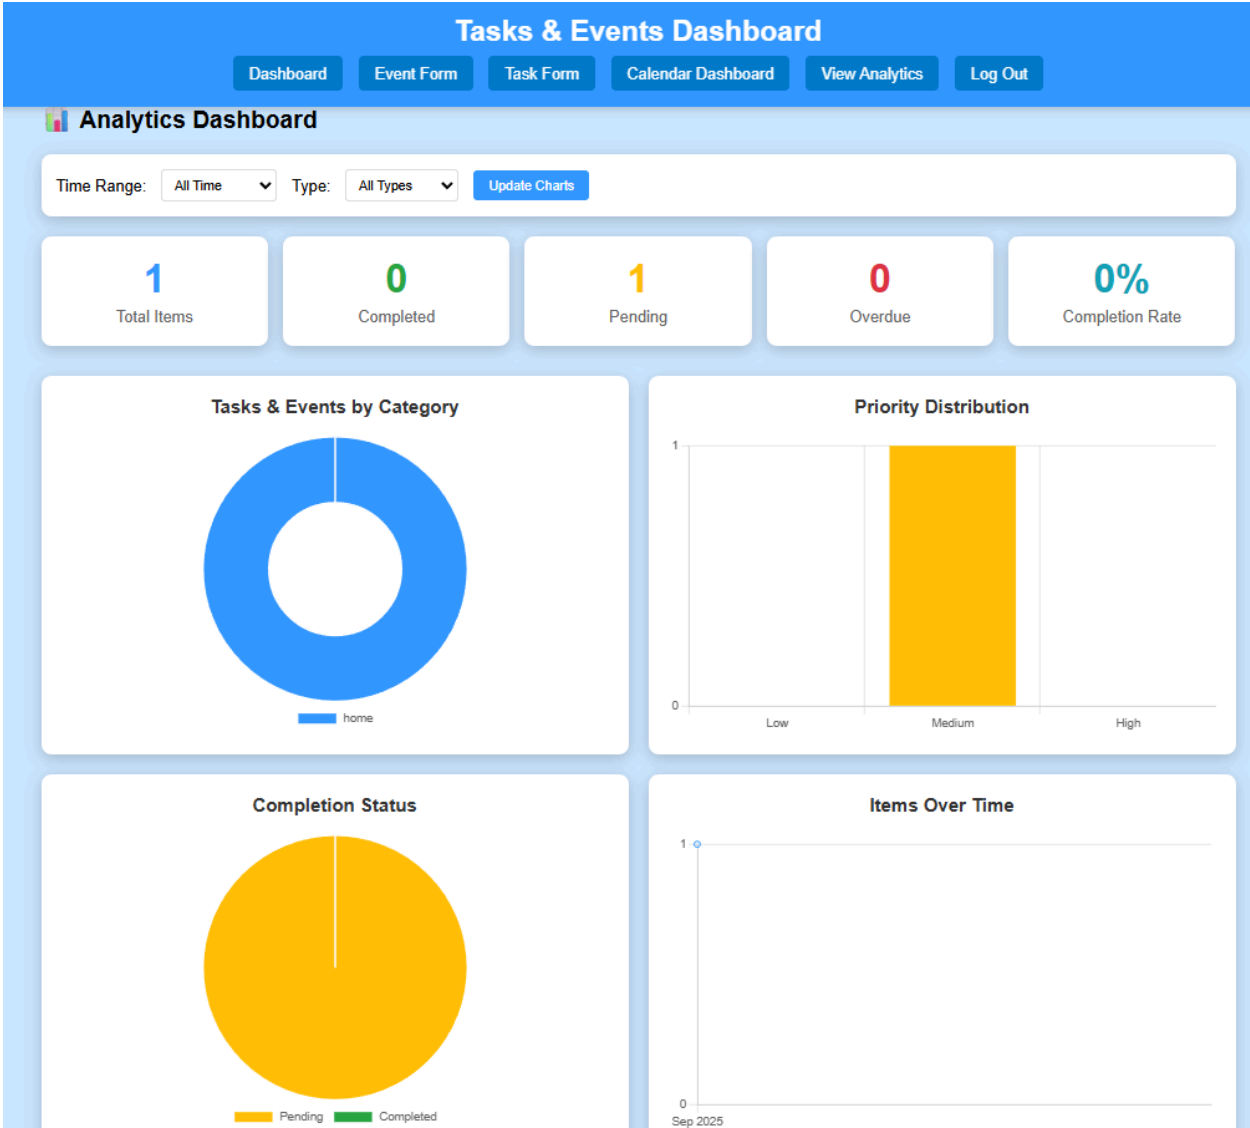 Tasks & Events Dashboard
Dashboard Event Form Task Form Calendar Dashboard View Analytics Log Out
Analytics Dashboard
Time Range: All Time Type: All Types Update Charts
1 0 1 0 0%
Total Items Completed Pending Overdue Completion Rate
Tasks & Events by Category
home
Priority Distribution
1
0
Low Medium High
Completion Status
Pending Completed
Items Over Time
1
0
Sep 2025